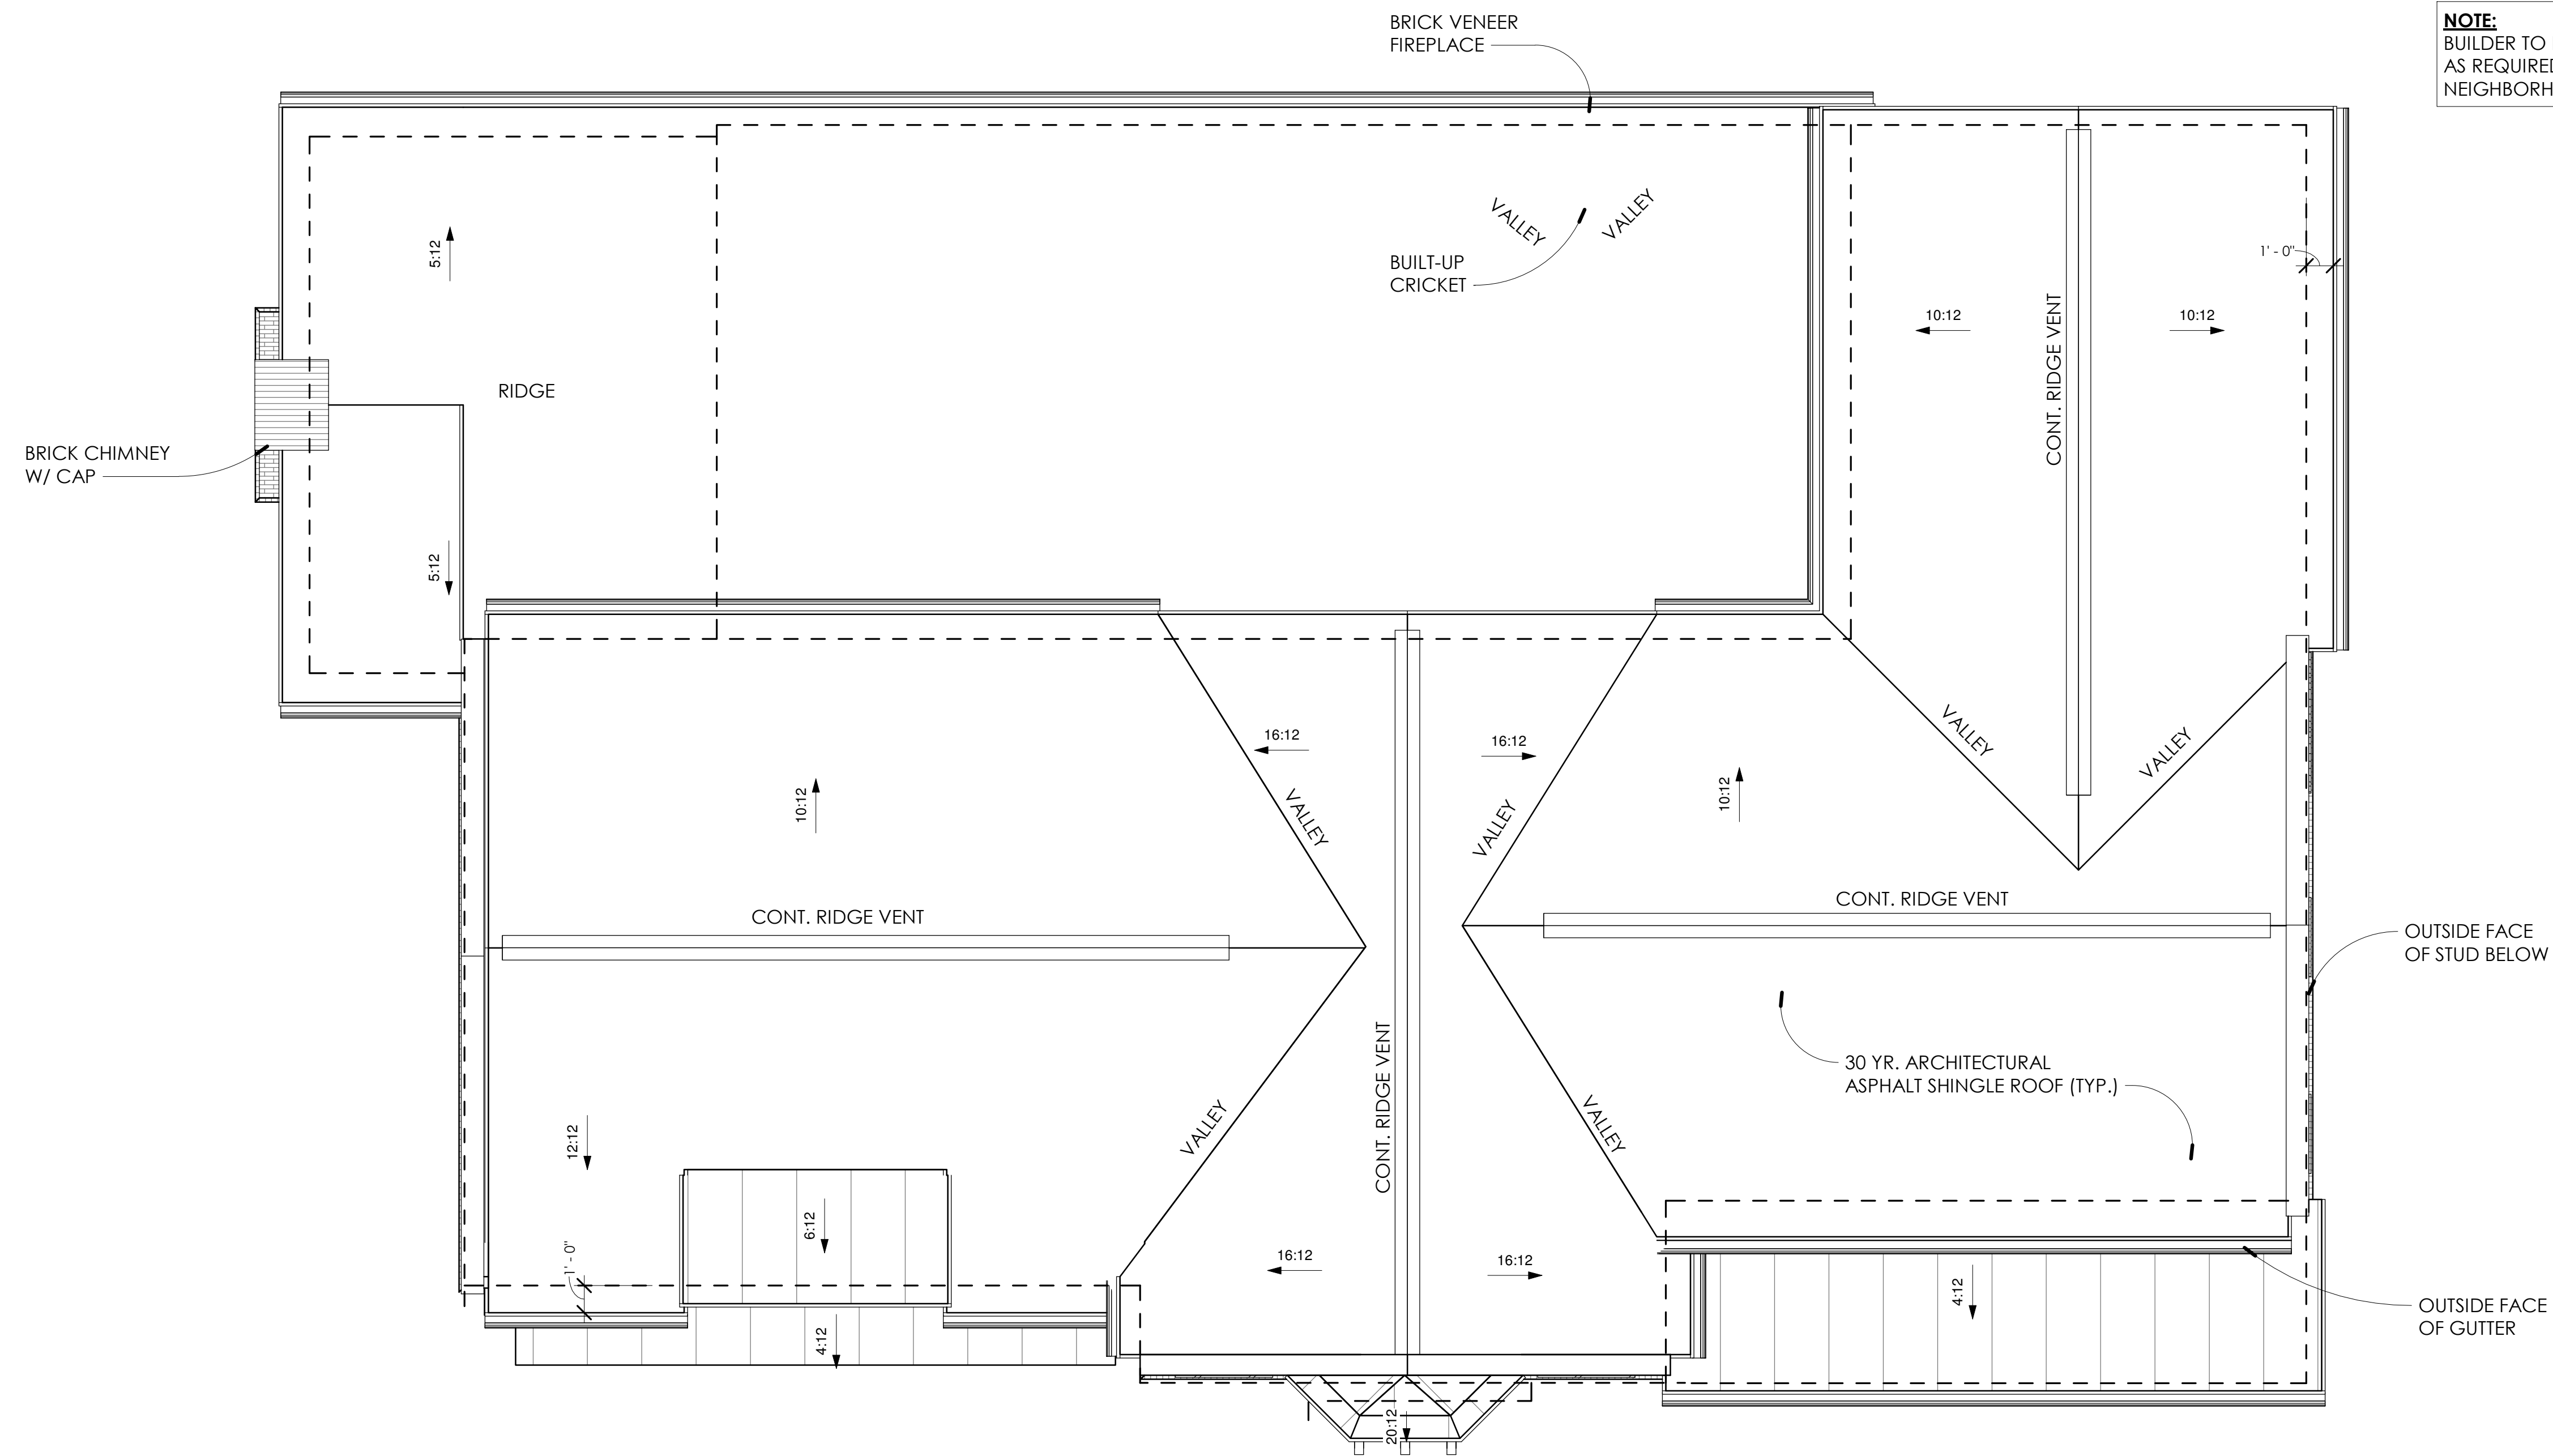 BRICK VENEER
FIREPLACE
NOTE:
BUILDER TO
AS REQUIRED
NEIGHBORH
VALLEY
VALLEY
5:12
BUILT-UP
CRICKET
1' - 0"
10:12
10:12
CONT. RIDGE VENT
RIDGE
BRICK CHIMNEY
W/ CAP
5:12
16:12
16:12
VALLEY
VALLEY
10:12
10:12
VALLEY
VALLEY
CONT. RIDGE VENT
CONT. RIDGE VENT
OUTSIDE FACE
OF STUD BELOW
30 YR. ARCHITECTURAL
ASPHALT SHINGLE ROOF (TYP.)
CONT. RIDGE VENT
12:12
VALLEY
VALLEY
6:12
1' - 0"
16:12
16:12
4:12
4:12
OUTSIDE FACE
OF GUTTER
20:12